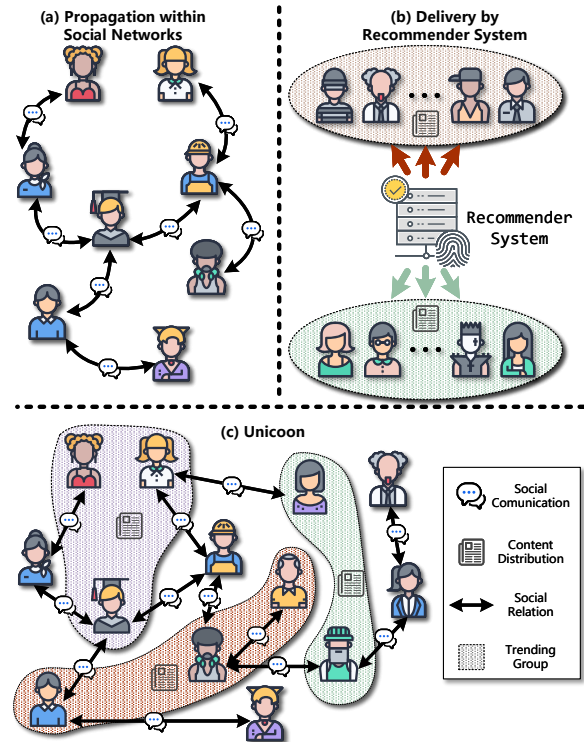 (a) Propagation within
Social Networks
(b) Delivery by
Recommender System
Recommender
System
(c) Unicoon
Social
Comunication
Content
Distribution
Social
Relation
Trending
Group